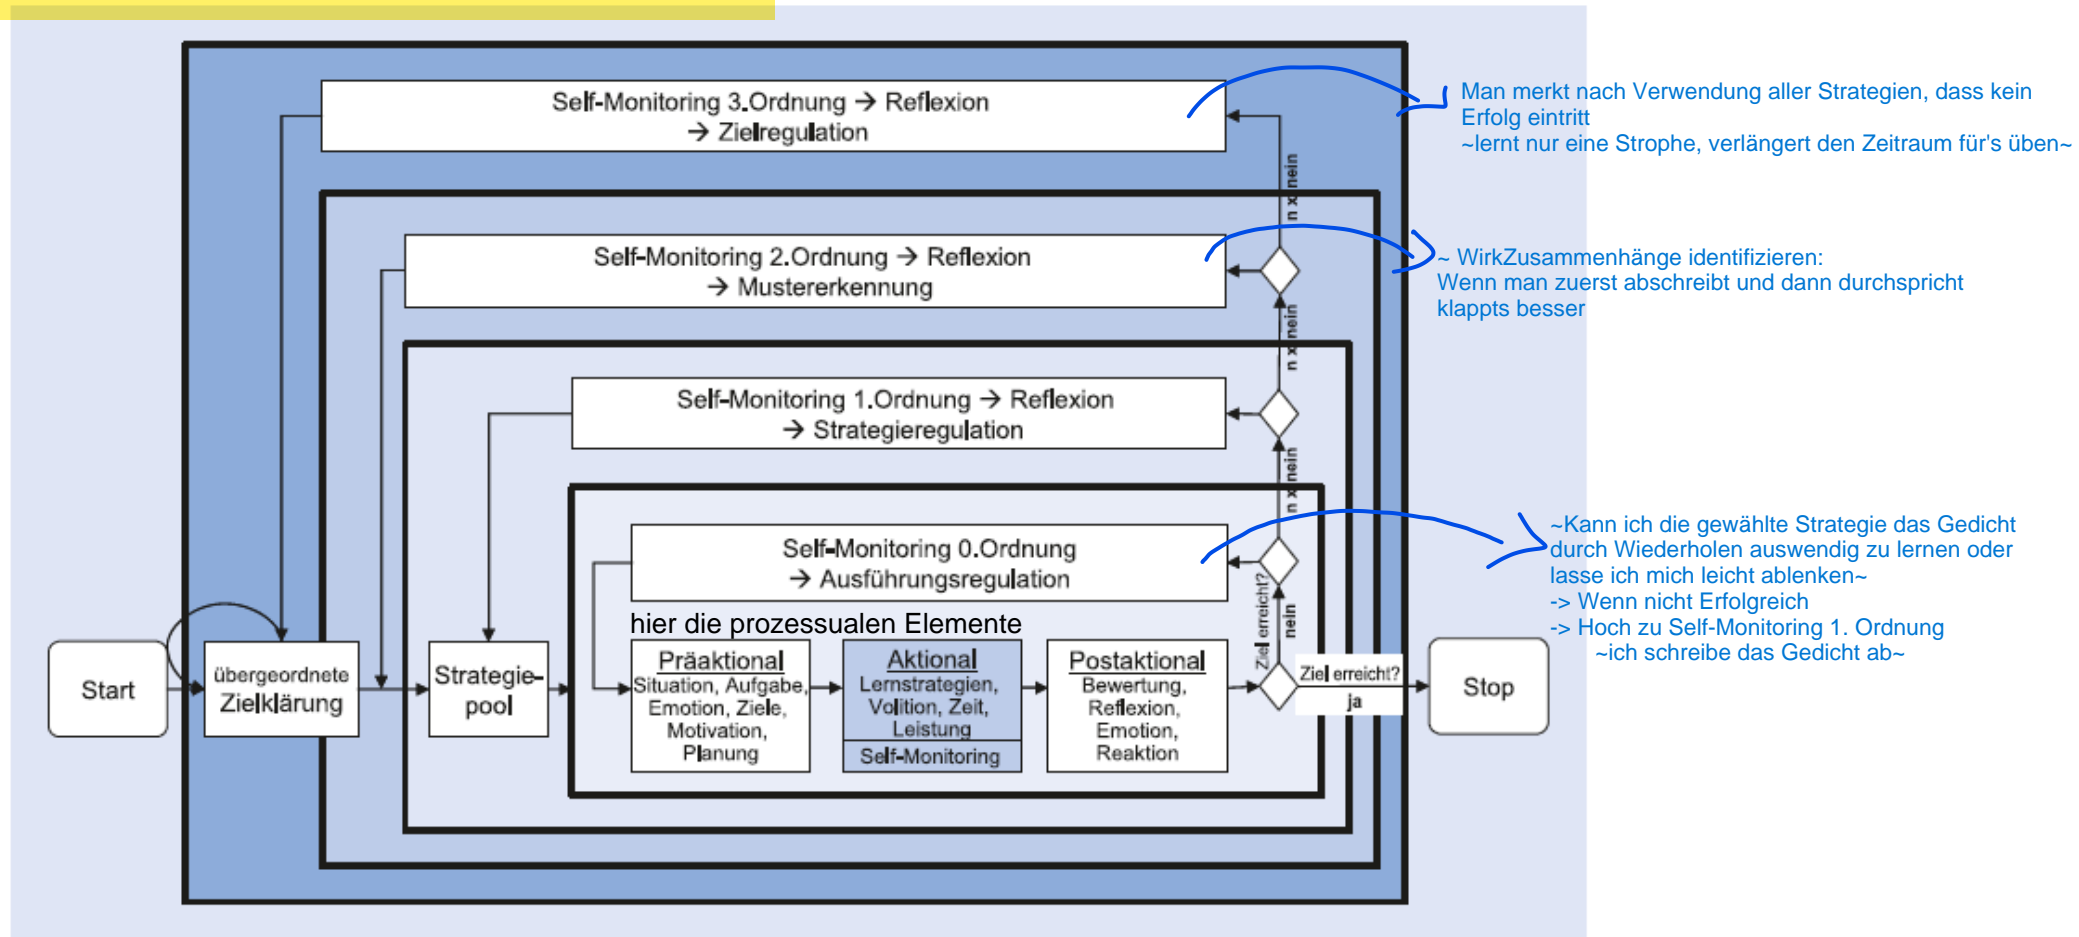 Self-Monitoring 3.Ordnung → Reflexion
→ Zielregulation
Man merkt nach Verwendung aller Strategien, dass kein
Erfolg eintritt
~lernt nur eine Strophe, verlängert den Zeitraum für's üben~
n x nein
Self-Monitoring 2.Ordnung → Reflexion
→ Mustererkennung
~ WirkZusammenhänge identifizieren:
Wenn man zuerst abschreibt und dann durchspricht
klappts besser
n x nein
Self-Monitoring 1.Ordnung → Reflexion
→ Strategieregulation
n x nein
Self-Monitoring 0.Ordnung
→ Ausführungsregulation
~Kann ich die gewählte Strategie das Gedicht
durch Wiederholen auswendig zu lernen oder
lasse ich mich leicht ablenken~
-> Wenn nicht Erfolgreich
-> Hoch zu Self-Monitoring 1. Ordnung
~ich schreibe das Gedicht ab~
hier die prozessualen Elemente
Ziel erreicht?
nein
Start
übergeordnete
Zielklärung
Strategie-
pool
Präaktional
Situation, Aufgabe,
Emotion, Ziele,
Motivation,
Planung
Aktional
Lernstrategien,
Volition, Zeit,
Leistung
Self-Monitoring
Postaktional
Bewertung,
Reflexion,
Emotion,
Reaktion
Ziel erreicht?
ja
Stop